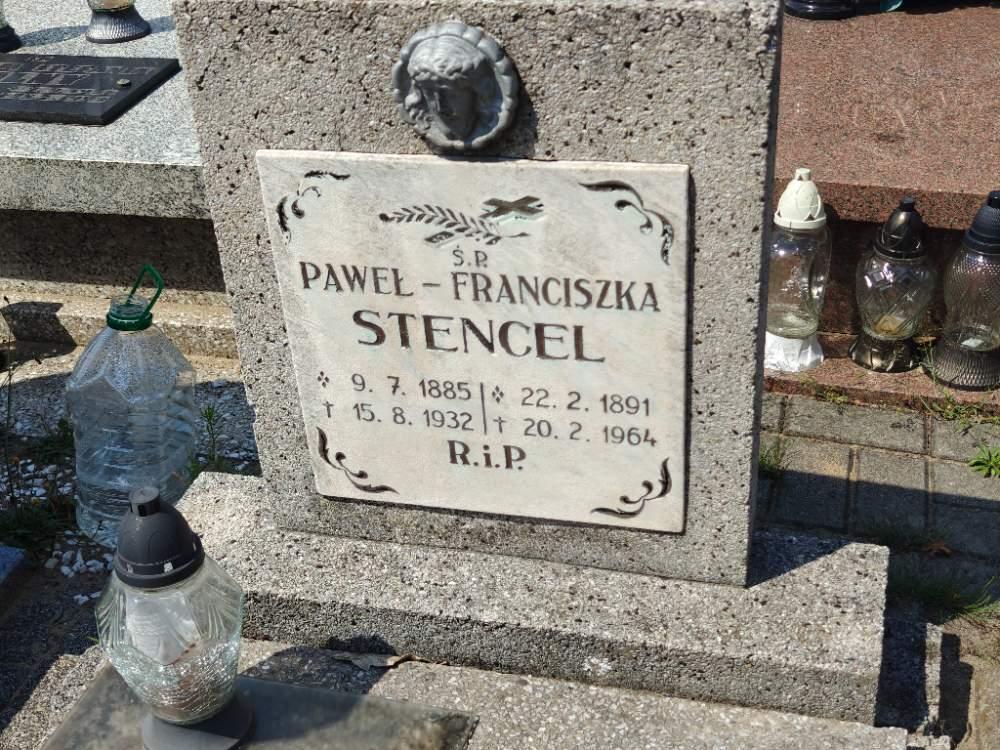 Ś.P.
PAWEŁ – FRANCISZKA
STENCEL
9. 7. 1885 22. 2. 1891
† 15. 8. 1932 † 20. 2. 1964
R.i.P.